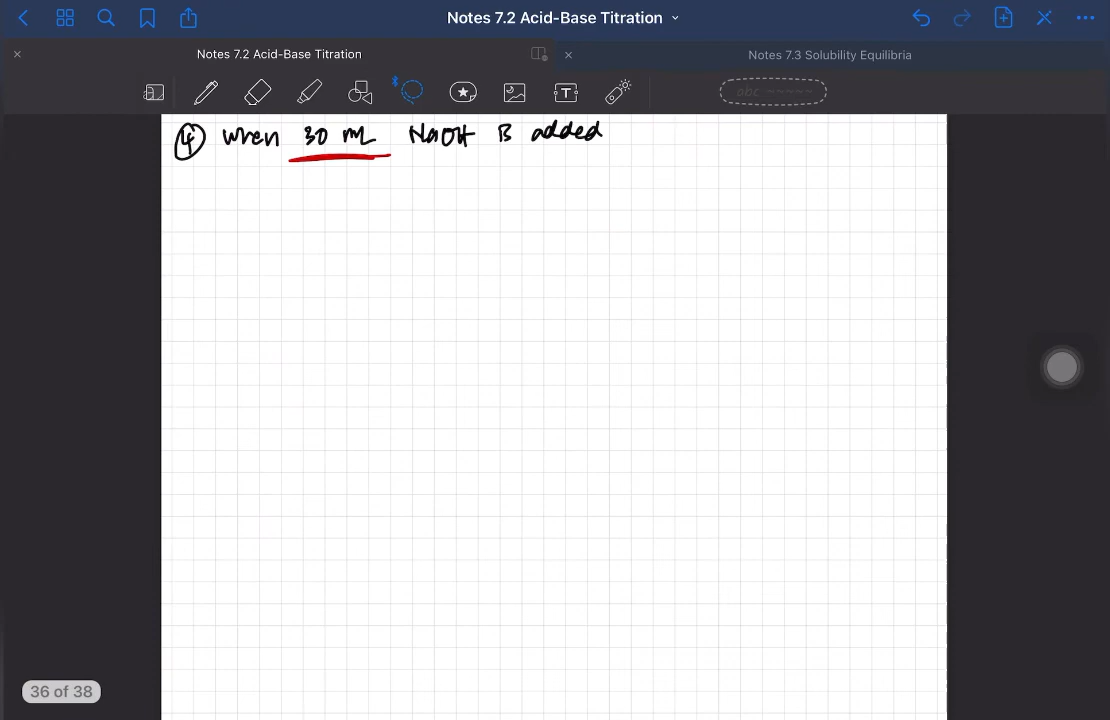 Notes 7.2 Acid-Base Titration
Notes 7.2 Acid-Base Titration
Notes 7.3 Solubility Equilibria
T
abc
④ When 30 mL NaOH is added
36 of 38